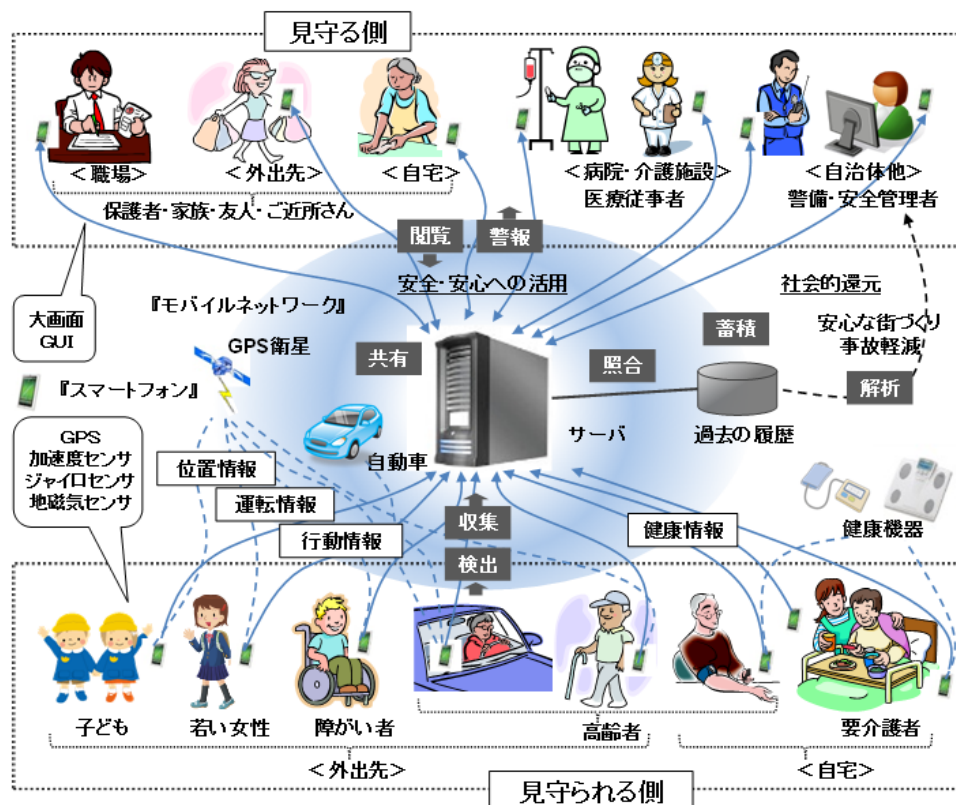 見守る側
<職場>
<外出先>
<自宅>
<病院・介護施設>
<自治体他>
保護者・家族・友人・ご近所さん
医療従事者
警備・安全管理者
閲覧
警報
安全・安心への活用
社会的還元
大画面
GUI
『モバイルネットワーク』
GPS衛星
共有
照合
蓄積
安心な街づくり
事故軽減
解析
『スマートフォン』
サーバ
過去の履歴
GPS
加速度センサ
ジャイロセンサ
地磁気センサ
自動車
位置情報
運転情報
行動情報
収集
検出
健康情報
健康機器
子ども
若い女性
障がい者
高齢者
要介護者
<外出先>
<自宅>
見守られる側